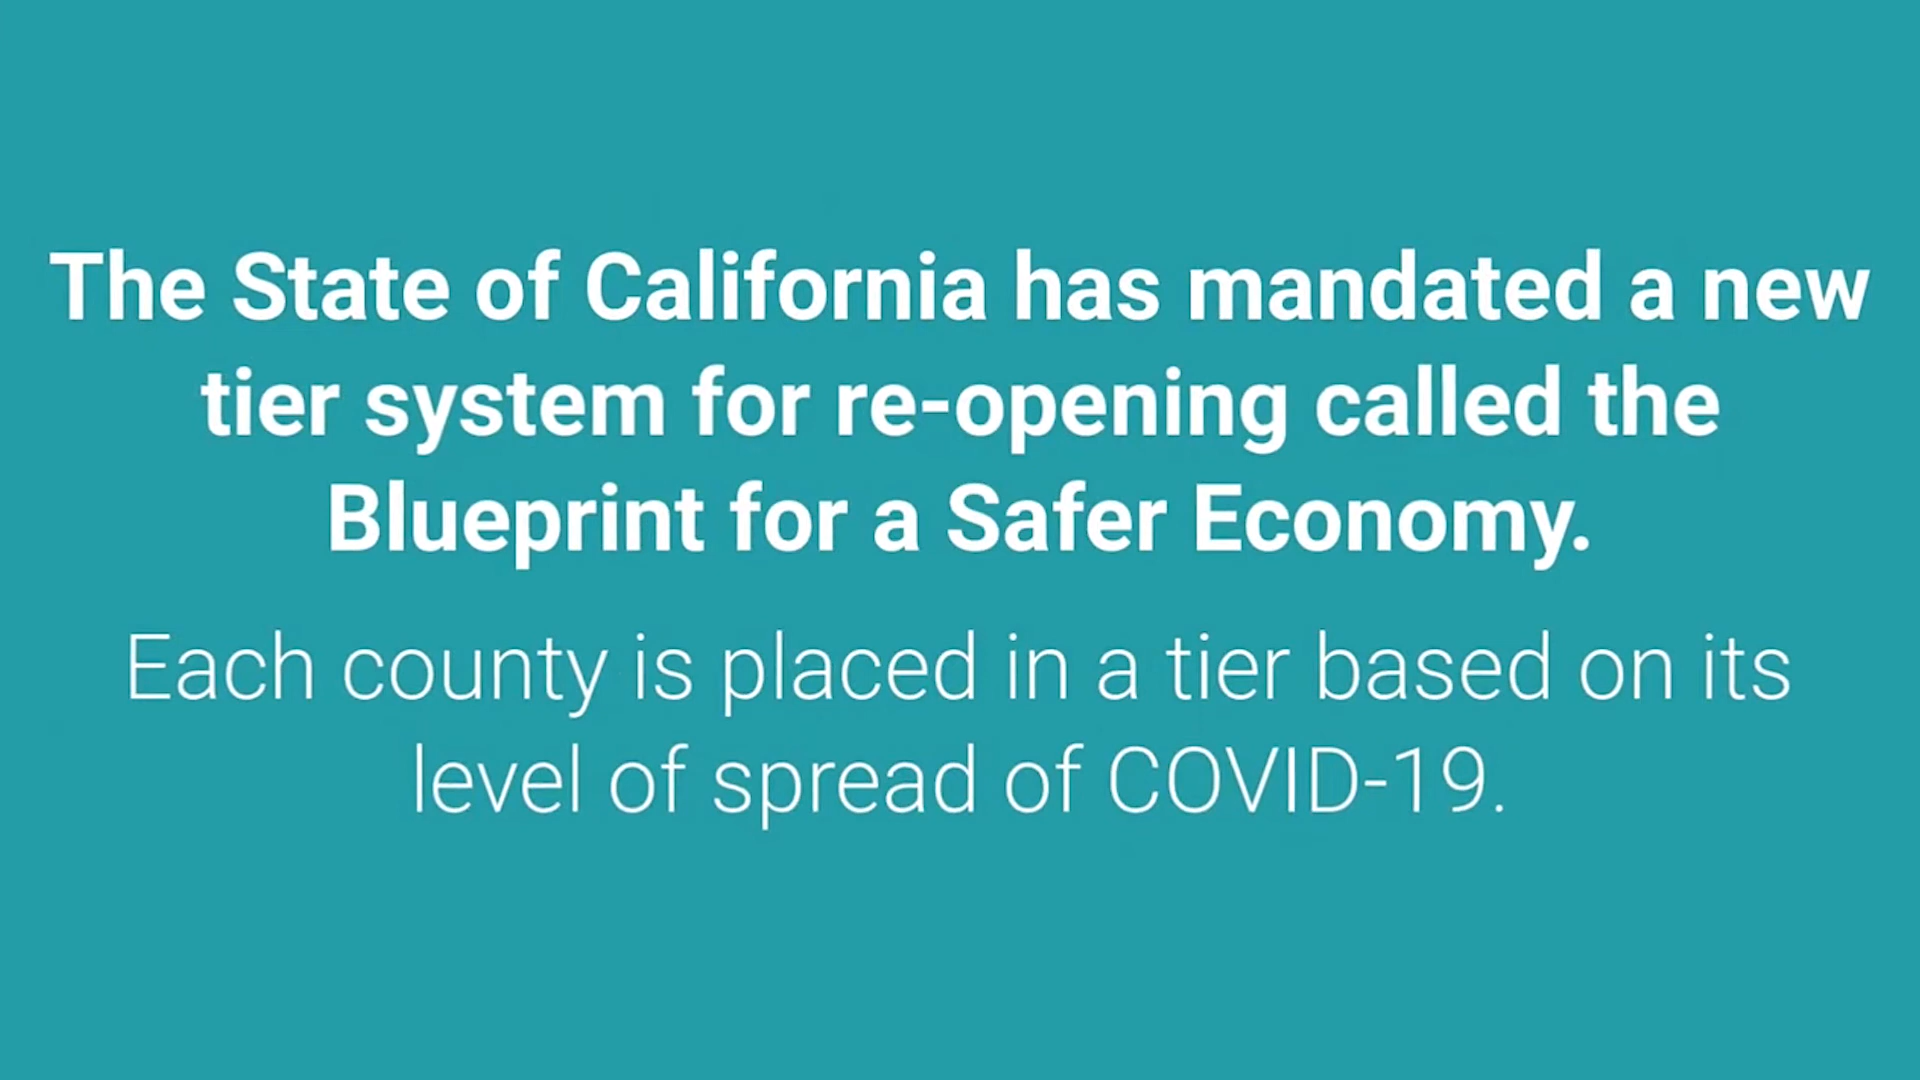 The State of California has mandated a new
tier system for re-opening called the
Blueprint for a Safer Economy.
Each county is placed in a tier based on its
level of spread of COVID-19.